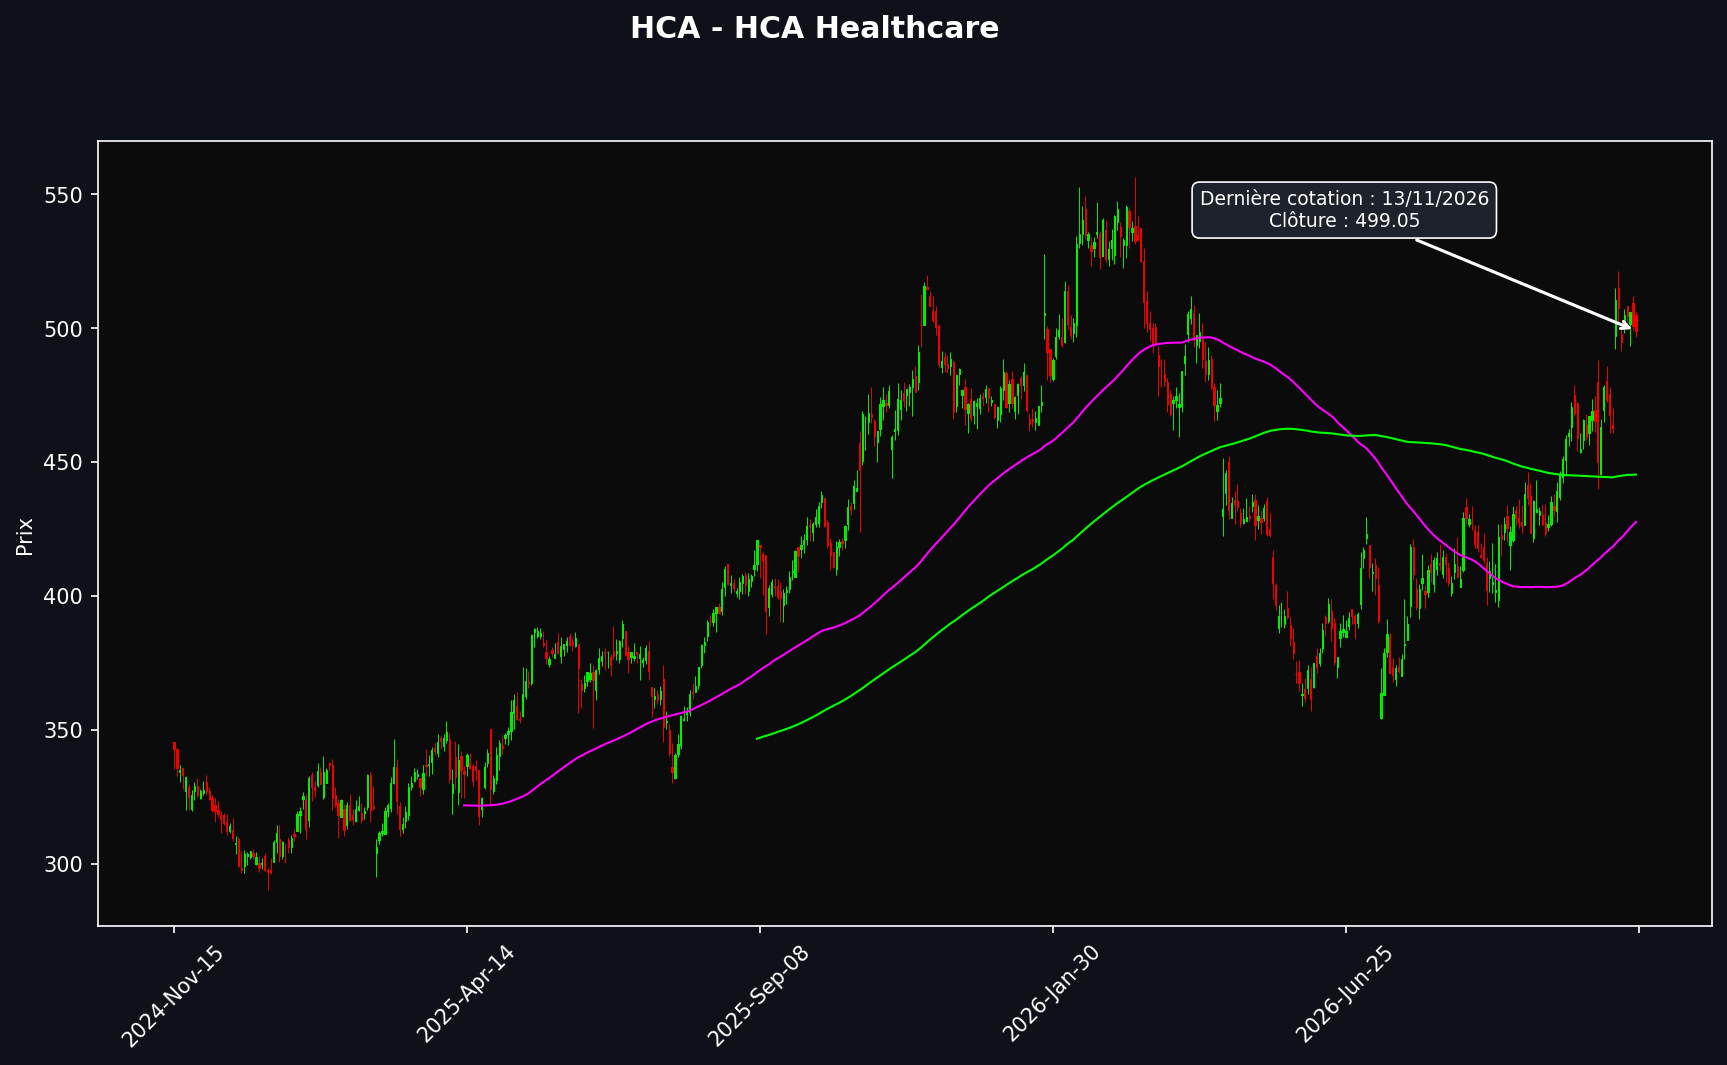 HCA - HCA Healthcare
Dernière cotation : 13/11/2026
Clôture : 499.05
Prix
550
500
450
400
350
300
2024-Nov-15
2025-Apr-14
2025-Sep-08
2026-Jan-30
2026-Jun-25